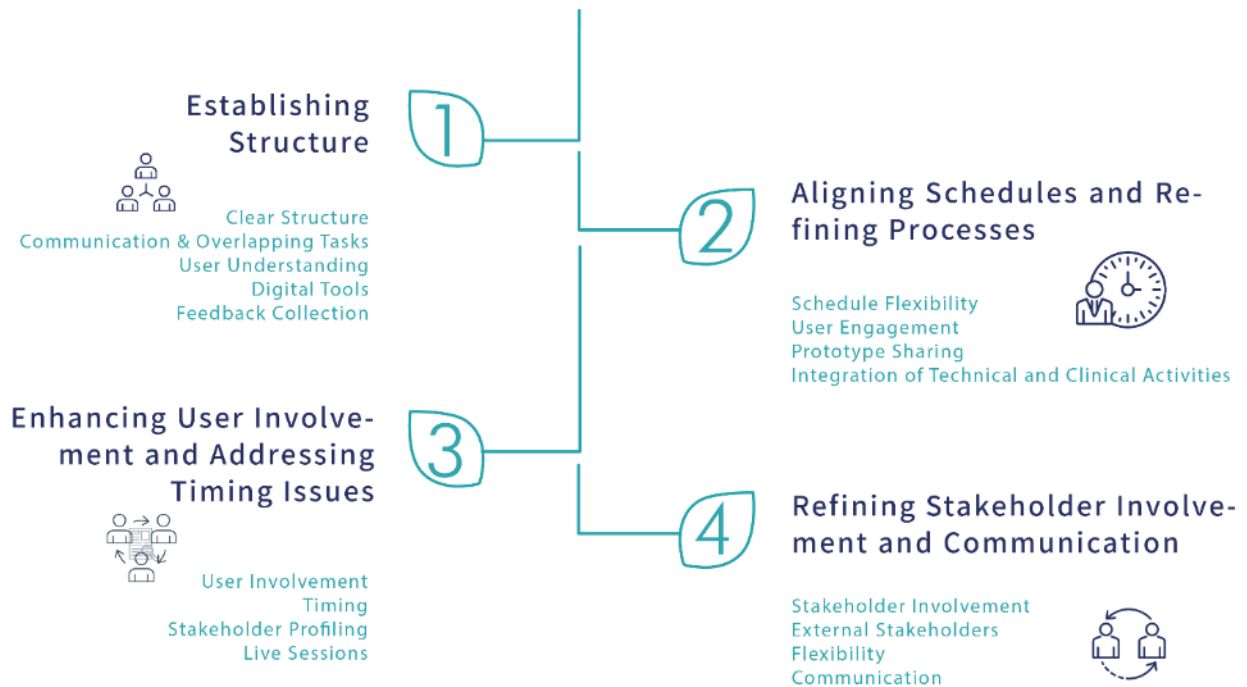 Establishing
Structure
1
Clear Structure
Communication & Overlapping Tasks
User Understanding
Digital Tools
Feedback Collection
2
Aligning Schedules and Re-
fining Processes
Schedule Flexibility
User Engagement
Prototype Sharing
Integration of Technical and Clinical Activities
Enhancing User Involve-
ment and Addressing
Timing Issues
3
User Involvement
Timing
Stakeholder Profiling
Live Sessions
4
Refining Stakeholder Involve-
ment and Communication
Stakeholder Involvement
External Stakeholders
Flexibility
Communication